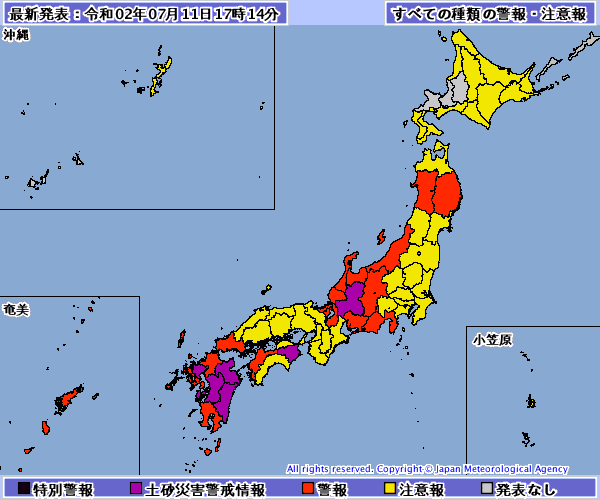 最新発表：令和02年07月11日17時14分
すべての種類の警報・注意報
沖縄
奄美
小笠原
All rights reserved. Copyright © Japan Meteorological Agency
特別警報 土砂災害警戒情報 警報 注意報 発表なし